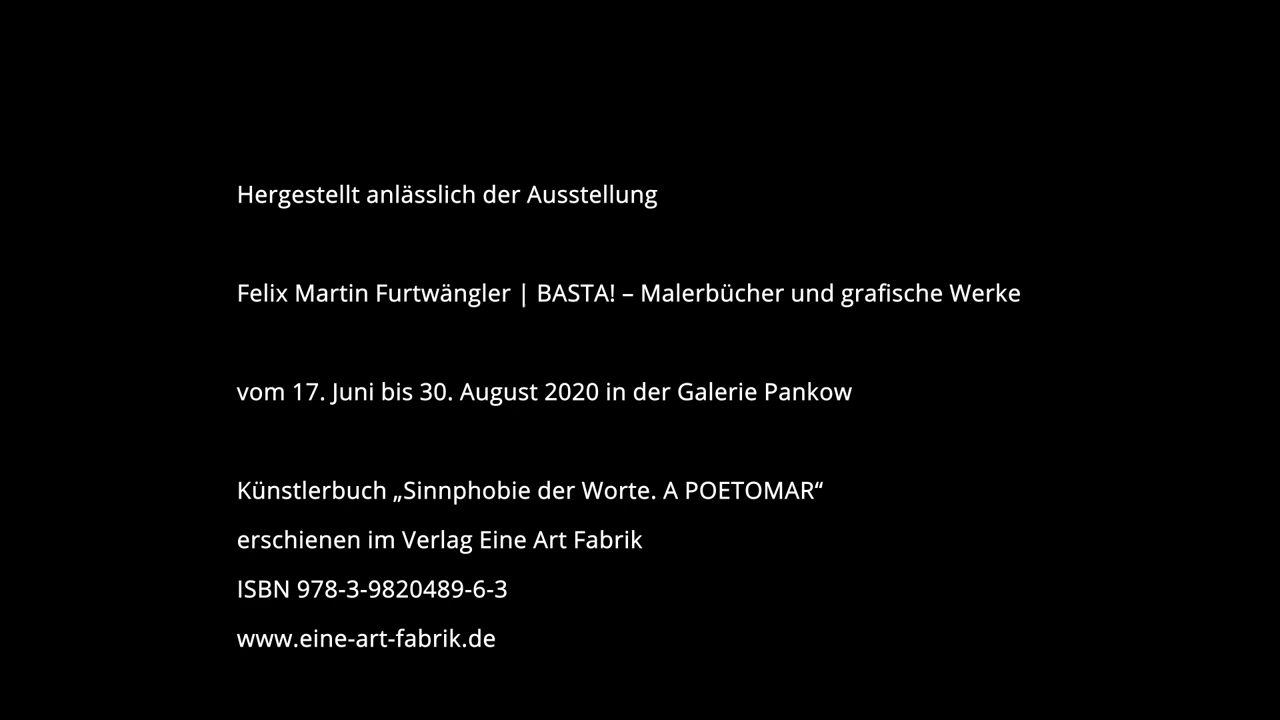 Hergestellt anlässlich der Ausstellung
Felix Martin Furtwängler | BASTA! – Malerbücher und grafische Werke
vom 17. Juni bis 30. August 2020 in der Galerie Pankow
Künstlerbuch „Sinnphobie der Worte. A POETOMAR“
erschienen im Verlag Eine Art Fabrik
ISBN 978-3-9820489-6-3
www.eine-art-fabrik.de